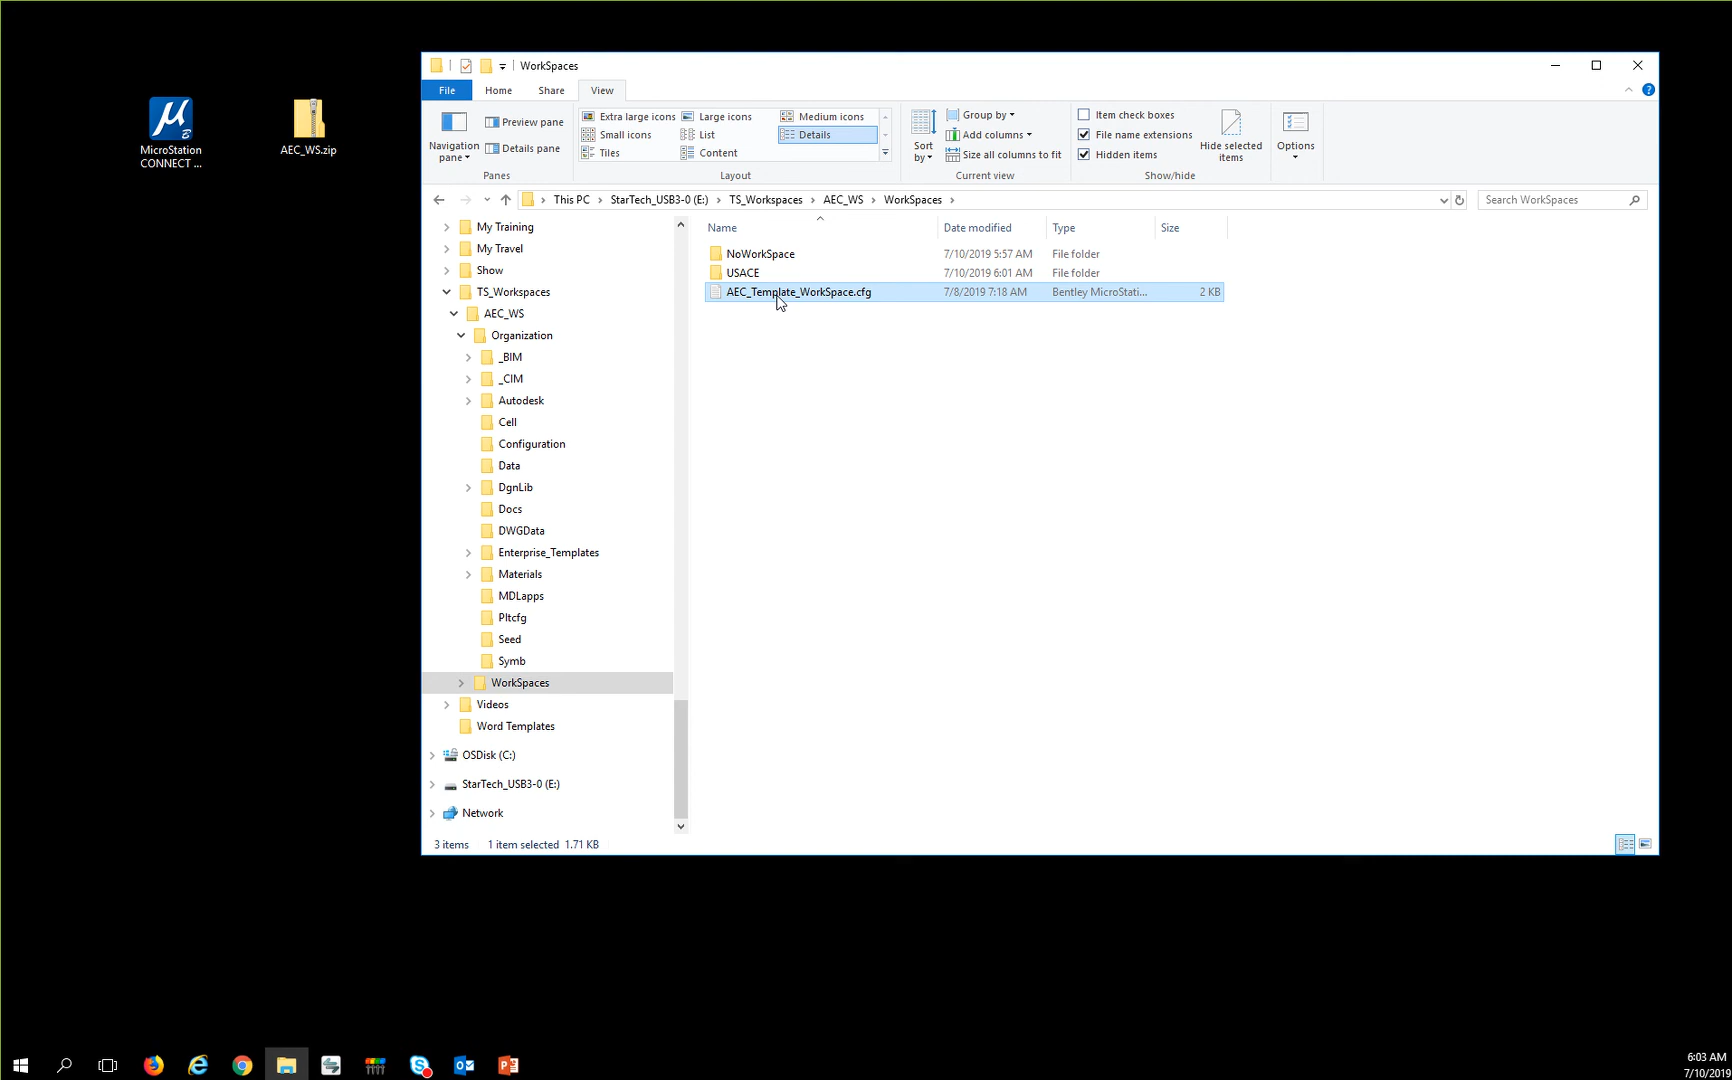 WorkSpaces
File Home Share View
MicroStation
CONNECT ...
AEC_WS.zip
Navigation
pane
Preview pane
Details pane
Panes
Extra large icons Large icons Medium icons
Small icons List Details
Tiles Content
Layout
Sort
by
Group by
Add columns
Size all columns to fit
Current view
Item check boxes
File name extensions
Hidden items
Hide selected
items
Show/hide
Options
This PC StarTech_USB3-0 (E:) TS_Workspaces AEC_WS WorkSpaces
Search WorkSpaces
My Training
My Travel
Show
TS_Workspaces
AEC_WS
Organization
_BIM
_CIM
Autodesk
Cell
Configuration
Data
DgnLib
Docs
DWGData
Enterprise_Templates
Materials
MDLapps
Pltcfg
Seed
Symb
WorkSpaces
Videos
Word Templates
OSDisk (C:)
StarTech_USB3-0 (E:)
Network
Name Date modified Type Size
NoWorkSpace 7/10/2019 5:57 AM File folder
USACE 7/10/2019 6:01 AM File folder
AEC_Template_WorkSpace.cfg 7/8/2019 7:18 AM Bentley MicroStati... 2 KB
3 items 1 item selected 1.71 KB
6:03 AM
7/10/2019